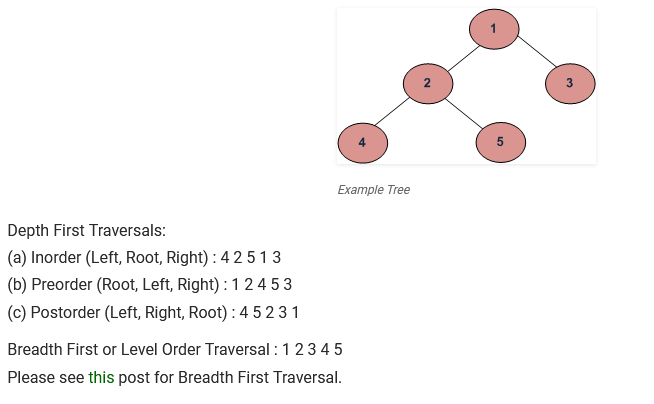 1
2
3
4
5
Example Tree
Depth First Traversals:
(a) Inorder (Left, Root, Right) : 4 2 5 1 3
(b) Preorder (Root, Left, Right) : 1 2 4 5 3
(c) Postorder (Left, Right, Root) : 4 5 2 3 1
Breadth First or Level Order Traversal : 1 2 3 4 5
Please see this post for Breadth First Traversal.